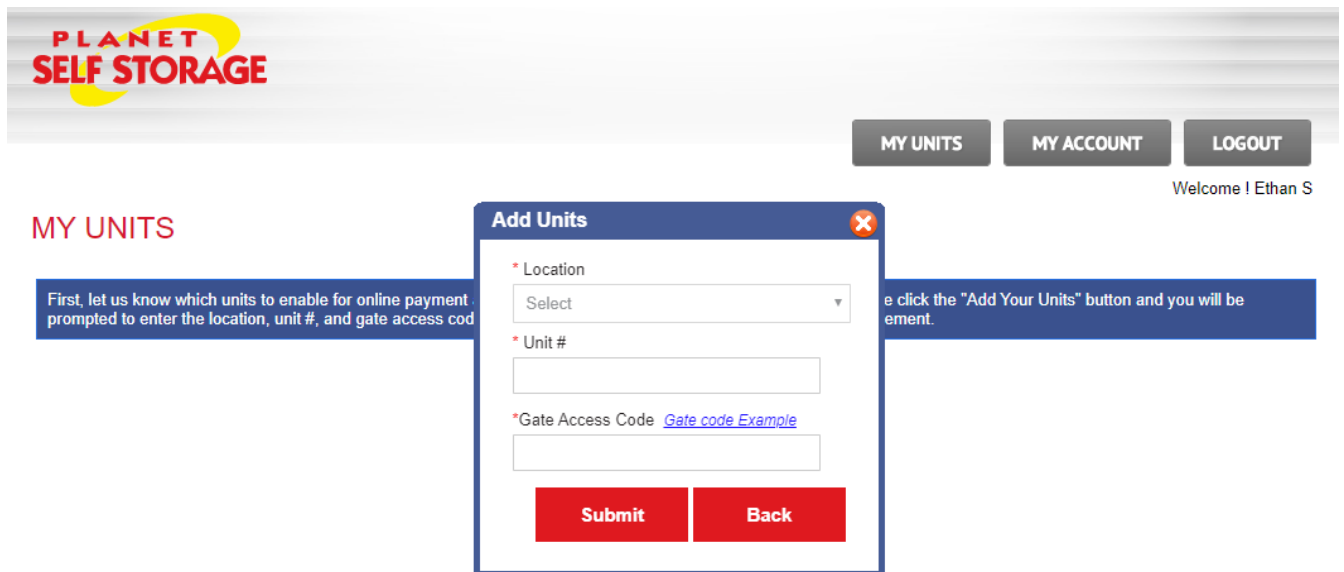 PLANET
SELF STORAGE
MY UNITS
MY ACCOUNT
LOGOUT
Welcome ! Ethan S
MY UNITS
First, let us know which units to enable for online payment
e click the "Add Your Units" button and you will be
prompted to enter the location, unit #, and gate access cod
ement.
Add Units
* Location
Select
* Unit #
*Gate Access Code Gate code Example
Submit
Back